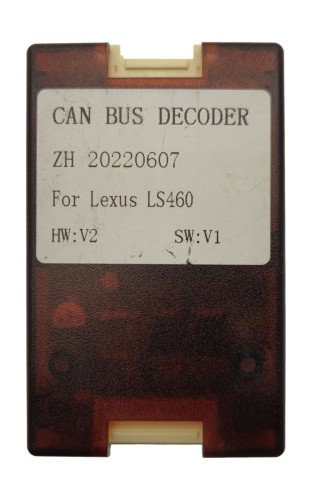 CAN BUS DECODER
ZH 20220607
For Lexus LS460
HW:V2 SW:V1